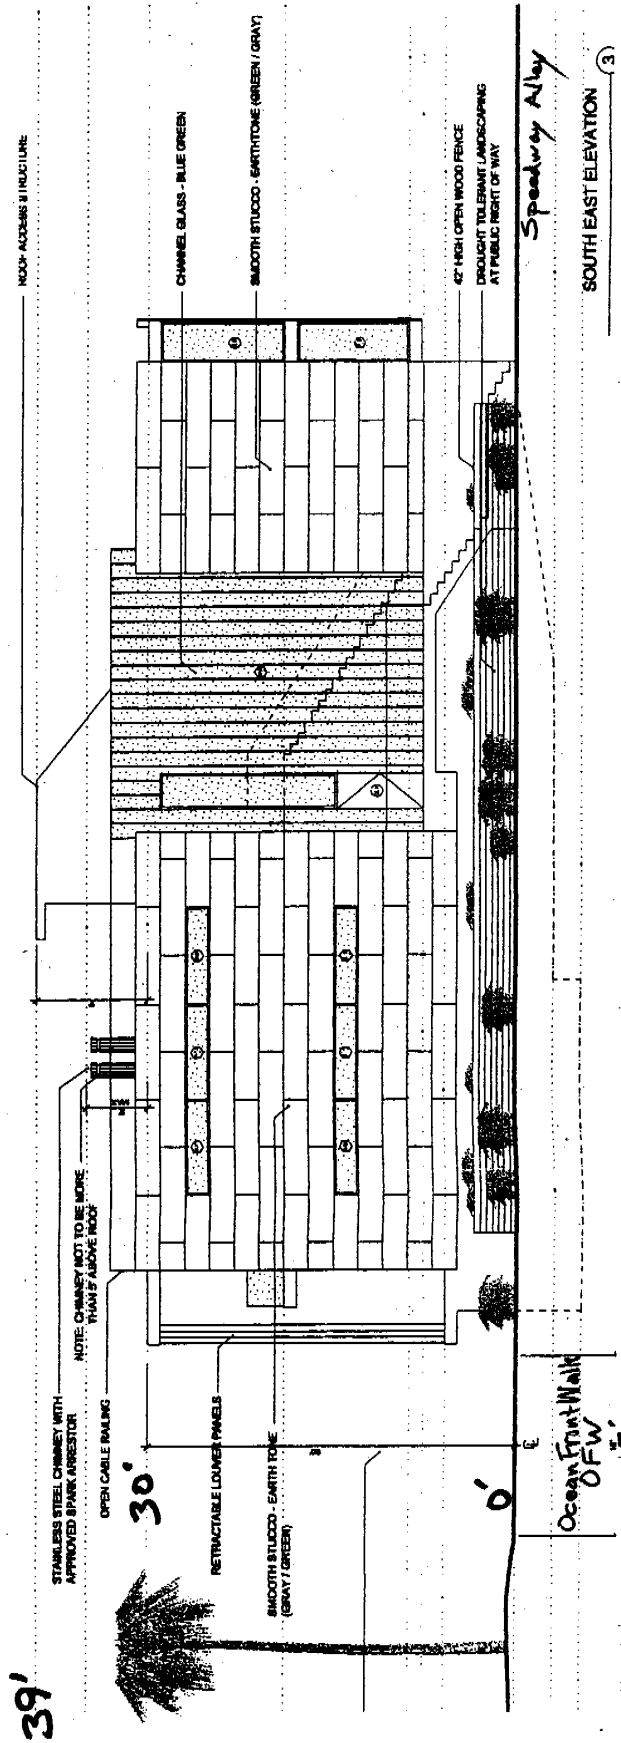 39'
STAINLESS STEEL CHIMNEY WITH
APPROVED SPARK ARRESTOR
NOTE: CHIMNEY NOT TO BE MORE
THAN 5' ABOVE ROOF
OPEN CABLE RAILING
30'
RETRACTABLE LOUVER PANELS
SMOOTH STUCCO - EARTH TONE
(GRAY / GREEN)
0'
Ocean Front Walk
OFW
ROOF ACCESS STRUCTURE
CHANNEL GLASS - BLUE GREEN
SMOOTH STUCCO - EARTHTONE (GREEN / GRAY)
42" HIGH OPEN WOOD FENCE
DROUGHT TOLERANT LANDSCAPING
AT PUBLIC RIGHT OF WAY
Speedway Alley
SOUTH EAST ELEVATION
3